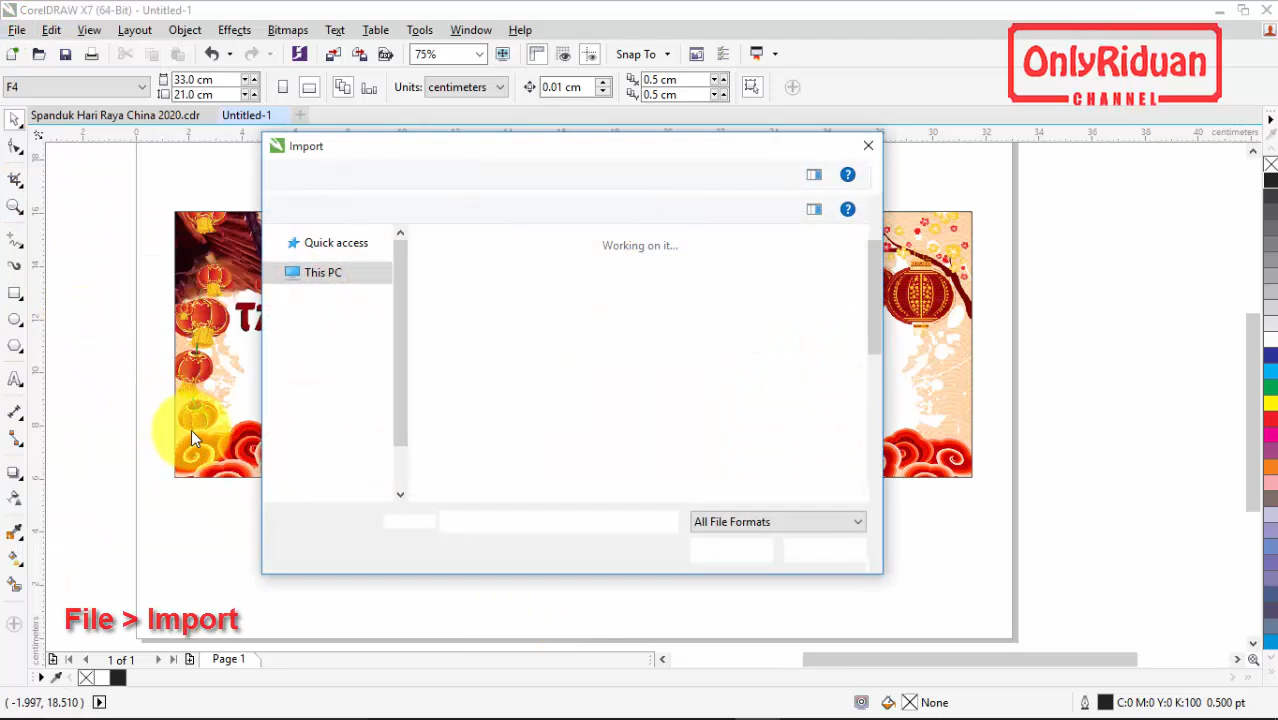 CorelDRAW X7 (64-Bit) - Untitled-1
File Edit View Layout Object Effects Bitmaps Text Table Tools Window Help
75% Snap To
F4 33.0 cm 21.0 cm Units: centimeters 0.01 cm 0.5 cm 0.5 cm
OnlyRiduan
CHANNEL
Spanduk Hari Raya China 2020.cdr Untitled-1
centimeters
Import
Quick access
This PC
Working on it...
All File Formats
File > Import
1 of 1 Page 1
( -1.997, 18.510 ) None C:0 M:0 Y:0 K:100 0.500 pt